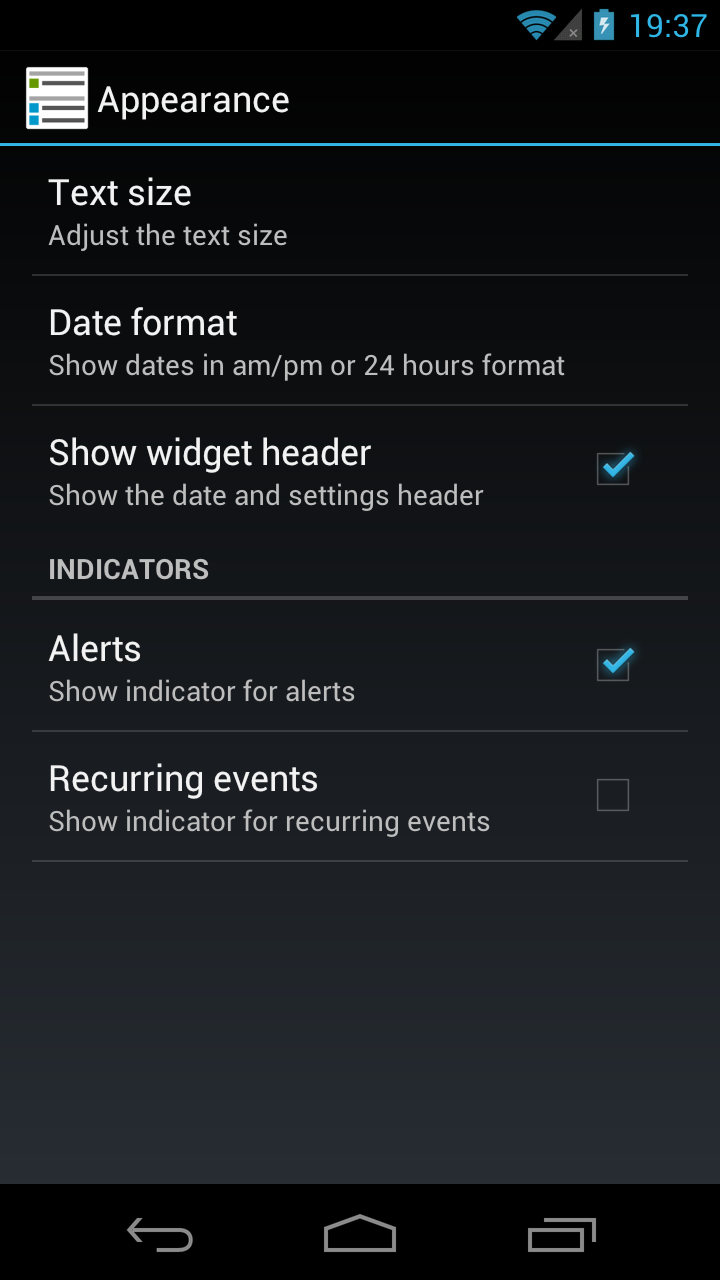 19:37
Appearance
Text size
Adjust the text size
Date format
Show dates in am/pm or 24 hours format
Show widget header
Show the date and settings header
INDICATORS
Alerts
Show indicator for alerts
Recurring events
Show indicator for recurring events